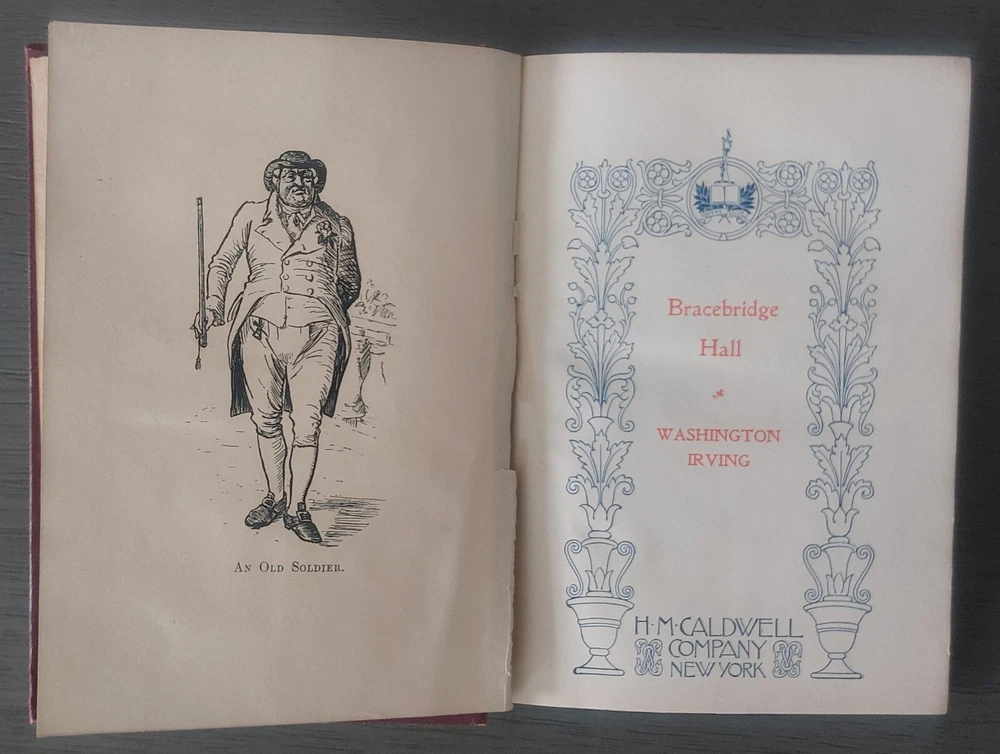 An Old Soldier.
Bracebridge
Hall
WASHINGTON
IRVING
H·M·CALDWELL
COMPANY
NEW YORK